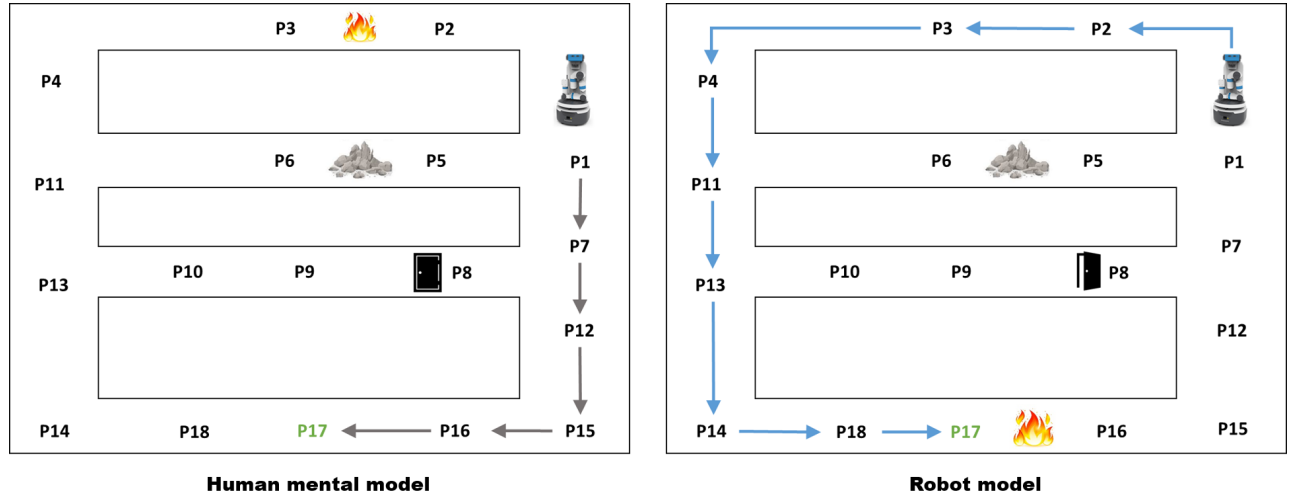 P3 P2
P4
P6 P5 P1
P11
P7
P10 P9 P8
P13
P12
P14 P18 P17 P16 P15
Human mental model
P3 P2
P4
P6 P5 P1
P11
P7
P10 P9 P8
P13
P12
P14 P18 P17 P16 P15
Robot model